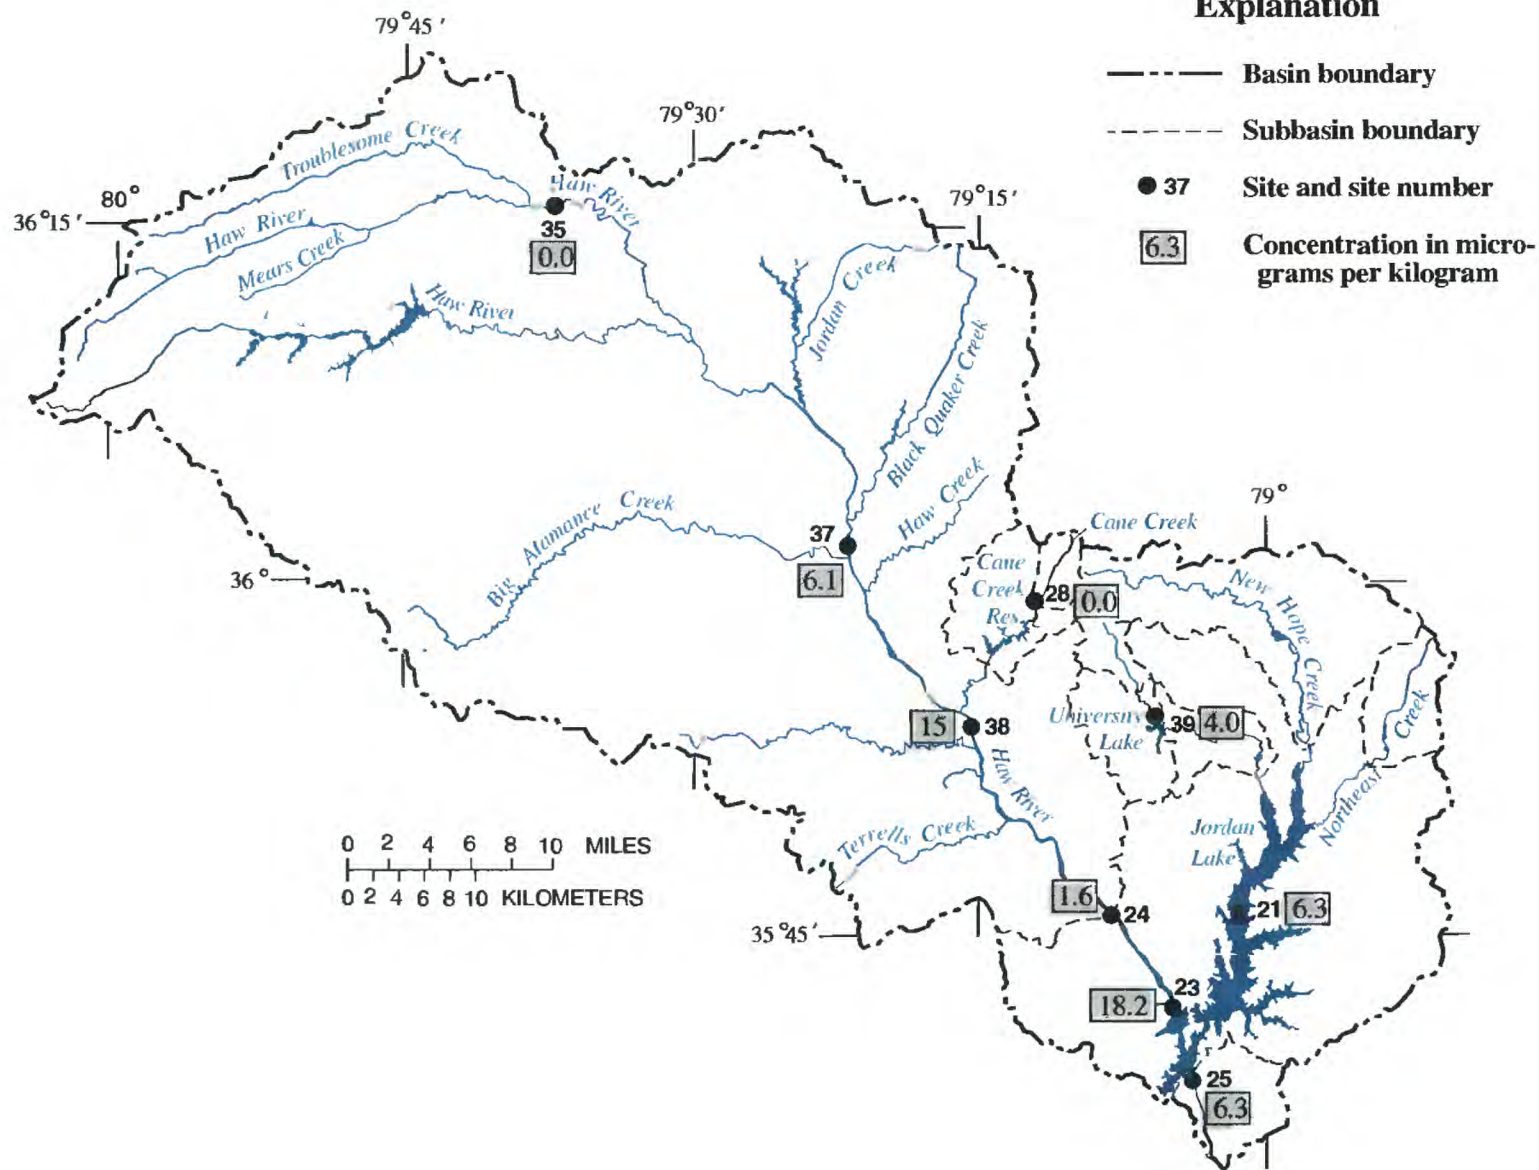 Explanation
Basin boundary
Subbasin boundary
37 Site and site number
6.3 Concentration in micro-
grams per kilogram
79°45'
79°30'
79°15'
80°
36°15'
Troublesome Creek
Haw River
Mears Creek
Haw River
35
0.0
Haw River
Jordan Creek
Black Quaker Creek
Haw Creek
Big Alamance Creek
36°
37
6.1
79°
Cane Creek
Cane
Creek
Res.
28
0.0
New Hope Creek
University
Lake
39
4.0
15
38
Haw River
Creek
Northeast
Terrells Creek
Jordan
Lake
0 2 4 6 8 10 MILES
0 2 4 6 8 10 KILOMETERS
1.6
24
21
6.3
35°45'
23
18.2
25
6.3